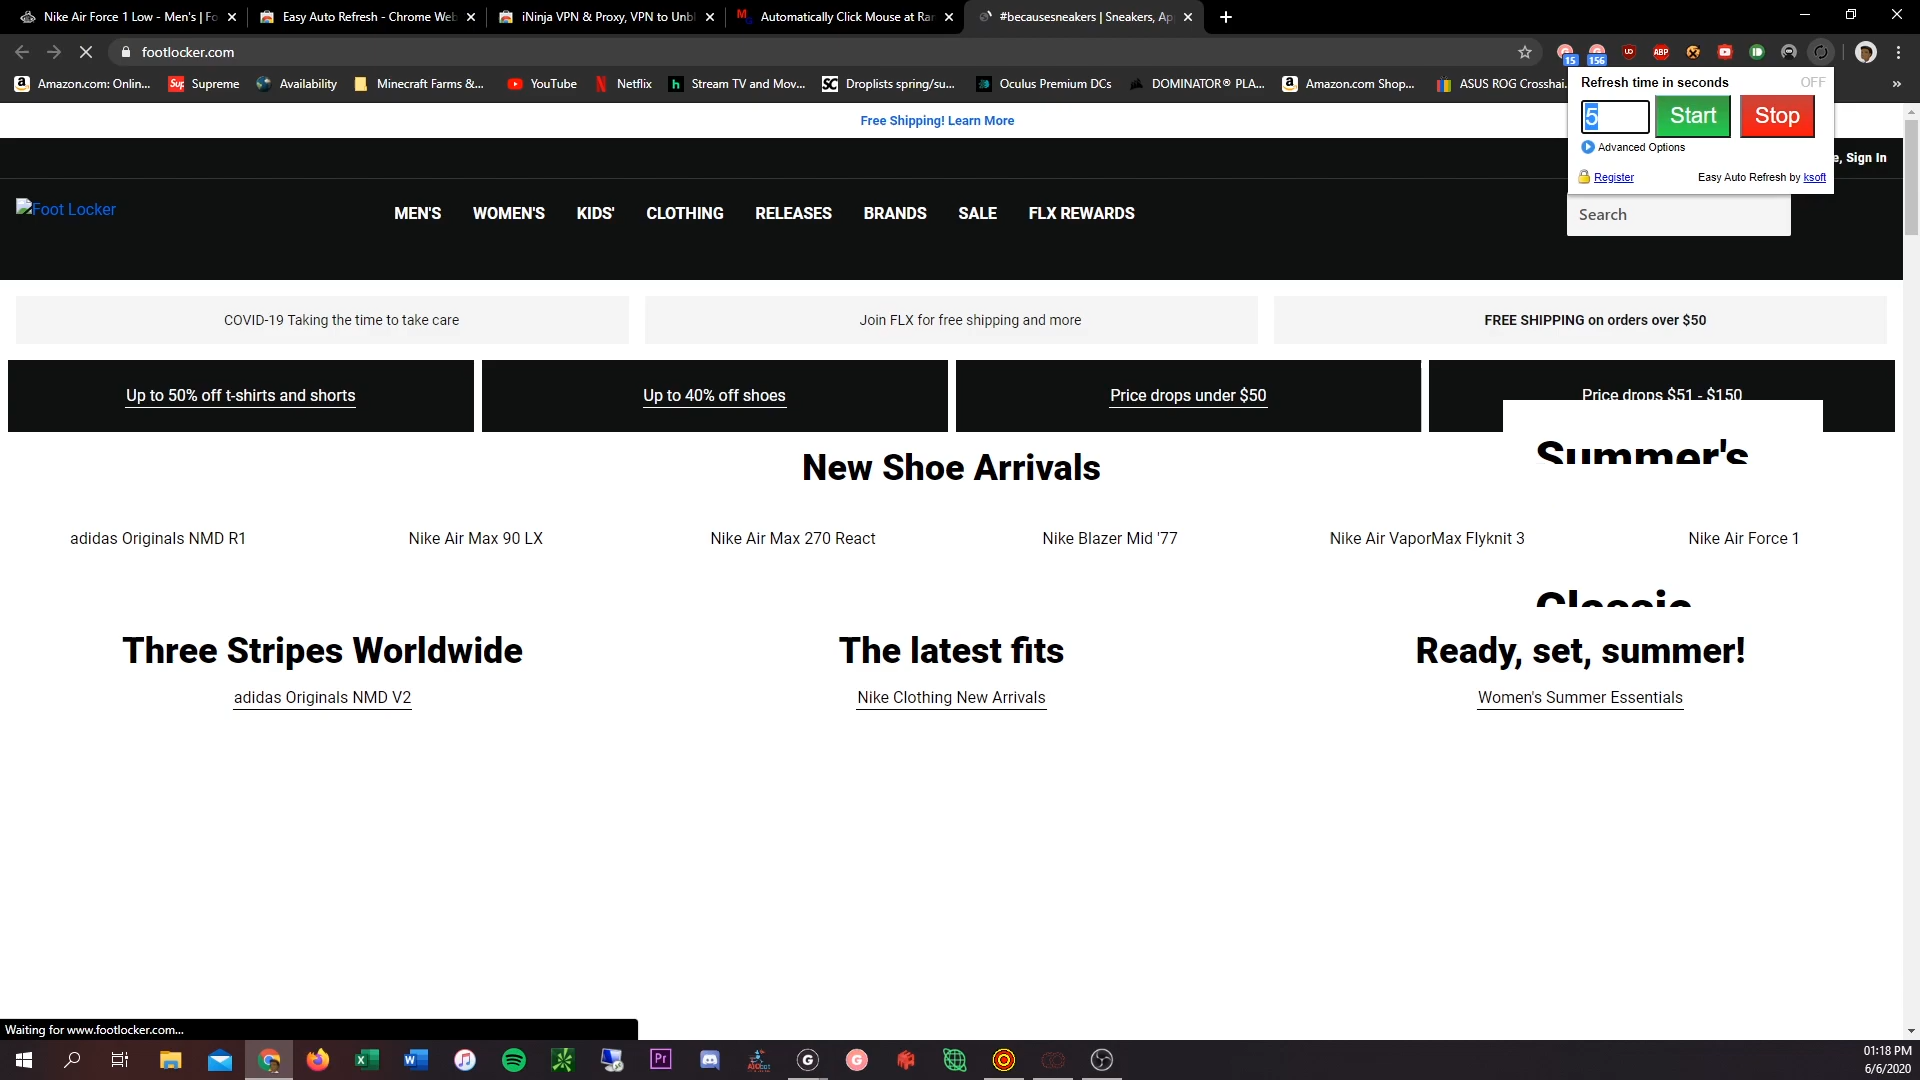 Nike Air Force 1 Low - Men's | Fo
Easy Auto Refresh - Chrome Web
iNinja VPN & Proxy, VPN to Unbl
Automatically Click Mouse at Rar
#becausesneakers | Sneakers, Ap
footlocker.com
15
156
UD
ABP
Amazon.com: Onlin...
Sup
Supreme
Availability
Minecraft Farms &...
YouTube
Netflix
Stream TV and Mov...
SC
Droplists spring/su...
Oculus Premium DCs
DOMINATOR® PLA...
Amazon.com Shop...
ASUS ROG Crosshai.
»
Refresh time in seconds
OFF
5
Start
Stop
Advanced Options
Register
Easy Auto Refresh by ksoft
Free Shipping! Learn More
e, Sign In
Foot Locker
MEN'S
WOMEN'S
KIDS'
CLOTHING
RELEASES
BRANDS
SALE
FLX REWARDS
Search
COVID-19 Taking the time to take care
Join FLX for free shipping and more
FREE SHIPPING on orders over $50
Up to 50% off t-shirts and shorts
Up to 40% off shoes
Price drops under $50
Price drops $51 - $150
Summer's
New Shoe Arrivals
adidas Originals NMD R1
Nike Air Max 90 LX
Nike Air Max 270 React
Nike Blazer Mid '77
Nike Air VaporMax Flyknit 3
Nike Air Force 1
Classic
Three Stripes Worldwide
The latest fits
Ready, set, summer!
adidas Originals NMD V2
Nike Clothing New Arrivals
Women's Summer Essentials
Waiting for www.footlocker.com...
Pr
01:18 PM
6/6/2020